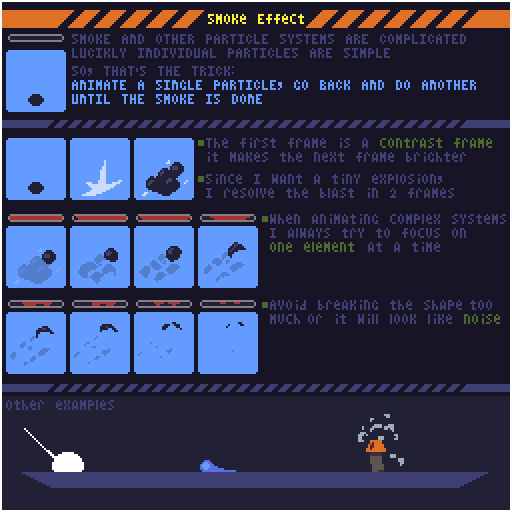 Smoke Effect
SMOKE AND OTHER PARTICLE SYSTEMS ARE COMPLICATED
LUCKILY INDIVIDUAL PARTICLES ARE SIMPLE
SO, THAT'S THE TRICK:
ANIMATE A SINGLE PARTICLE, GO BACK AND DO ANOTHER
UNTIL THE SMOKE IS DONE
The first frame is a contrast frame
it makes the next frame brighter
Since I want a tiny explosion,
I resolve the blast in 2 frames
When animating complex systems
I always try to focus on
one element at a time
Avoid breaking the shape too
much or it will look like noise
Other examples